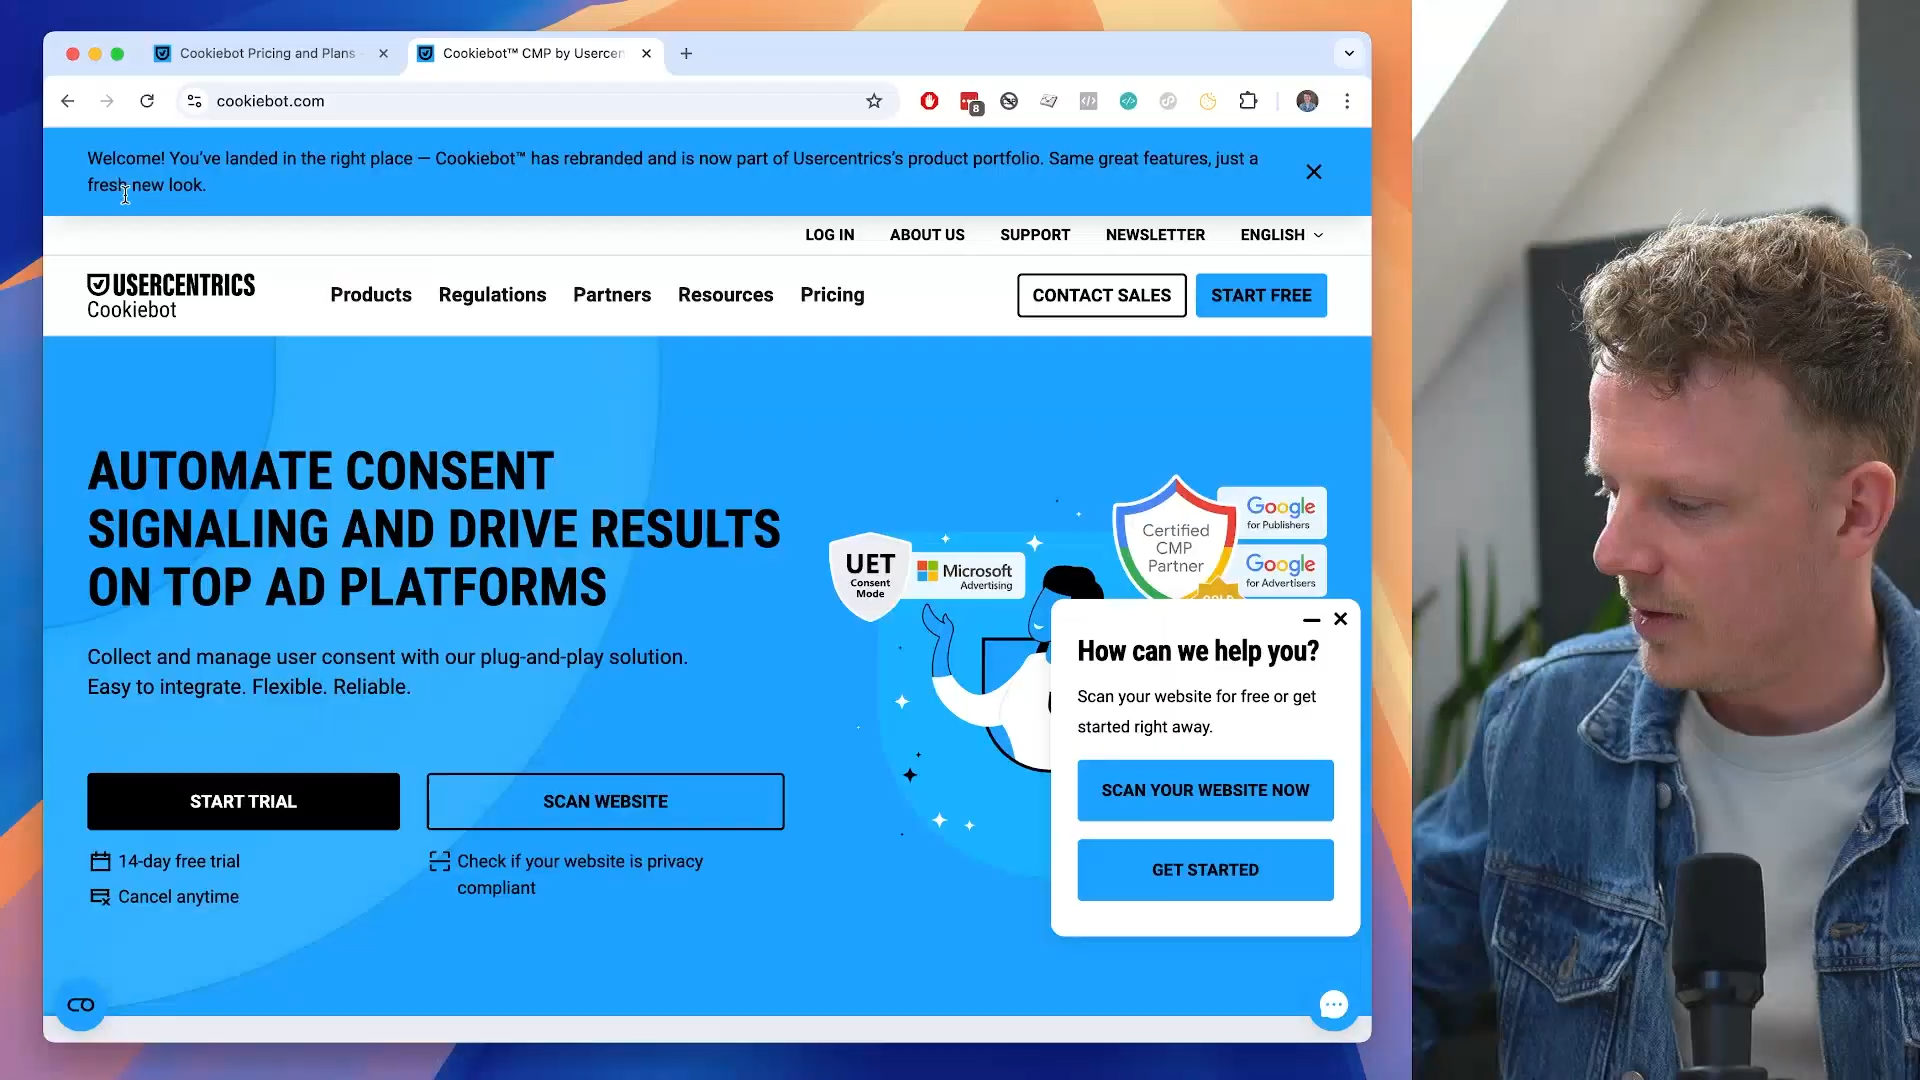 Cookiebot Pricing and Plans
Cookiebot™ CMP by Usercen
cookiebot.com
8
Welcome! You’ve landed in the right place — Cookiebot™ has rebranded and is now part of Usercentrics’s product portfolio. Same great features, just a
fresh new look.
LOG IN ABOUT US SUPPORT NEWSLETTER ENGLISH
USERCENTRICS
Cookiebot
Products Regulations Partners Resources Pricing
CONTACT SALES
START FREE
AUTOMATE CONSENT
SIGNALING AND DRIVE RESULTS
ON TOP AD PLATFORMS
Collect and manage user consent with our plug-and-play solution.
Easy to integrate. Flexible. Reliable.
START TRIAL
SCAN WEBSITE
14-day free trial
Cancel anytime
Check if your website is privacy
compliant
UET
Consent
Mode
Microsoft
Advertising
Certified
CMP
Partner
GOLD
Google
for Publishers
Google
for Advertisers
How can we help you?
Scan your website for free or get
started right away.
SCAN YOUR WEBSITE NOW
GET STARTED